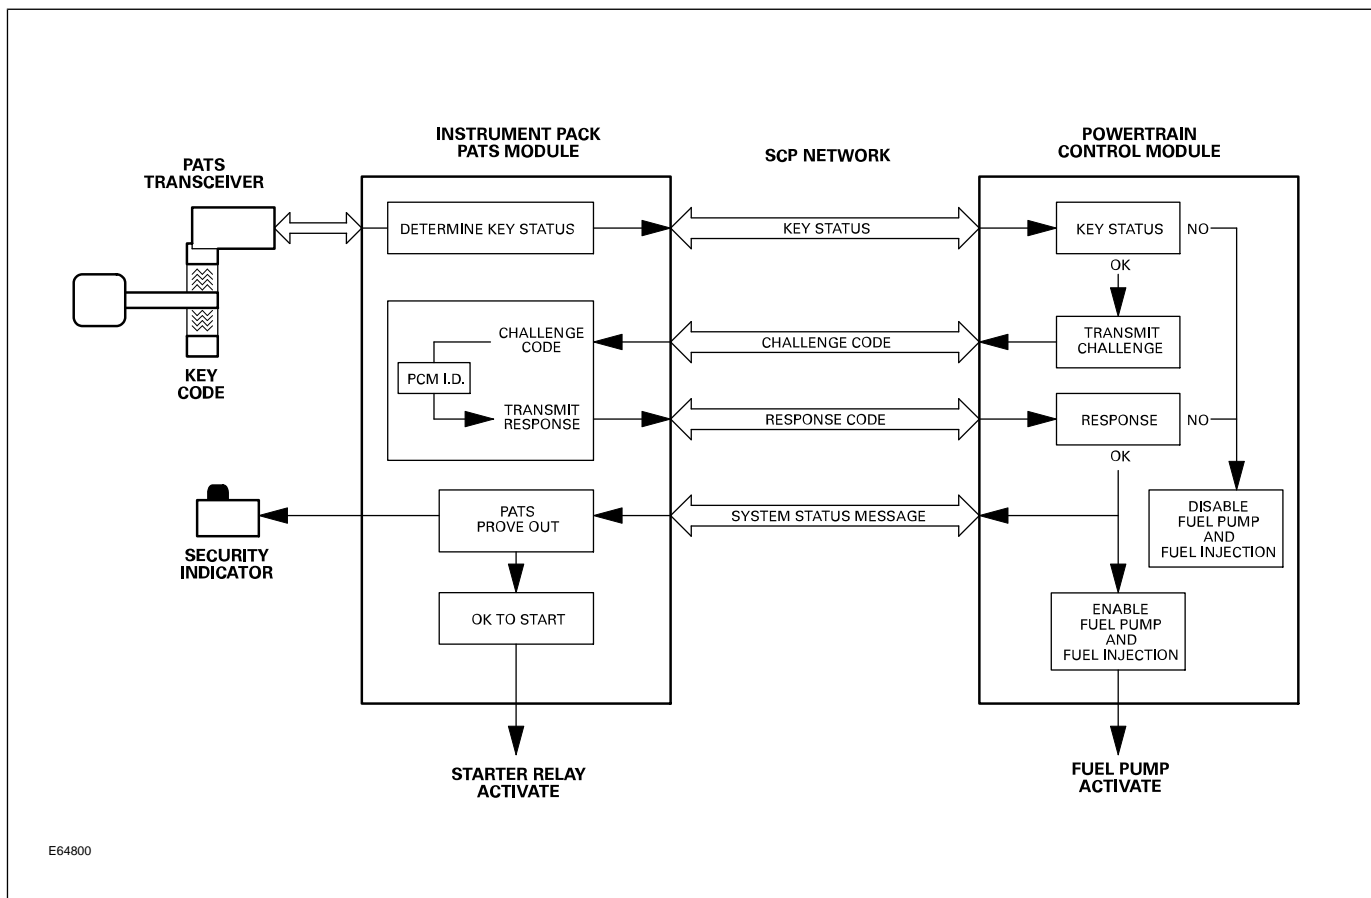 INSTRUMENT PACK
PATS MODULE
SCP NETWORK
POWERTRAIN
CONTROL MODULE
PATS
TRANSCEIVER
DETERMINE KEY STATUS
KEY STATUS
KEY STATUS
NO
OK
CHALLENGE
CODE
CHALLENGE CODE
TRANSMIT
CHALLENGE
PCM I.D.
KEY
CODE
TRANSMIT
RESPONSE
RESPONSE CODE
RESPONSE
NO
OK
PATS
PROVE OUT
SYSTEM STATUS MESSAGE
DISABLE
FUEL PUMP
AND
FUEL INJECTION
SECURITY
INDICATOR
OK TO START
ENABLE
FUEL PUMP
AND
FUEL INJECTION
STARTER RELAY
ACTIVATE
FUEL PUMP
ACTIVATE
E64800